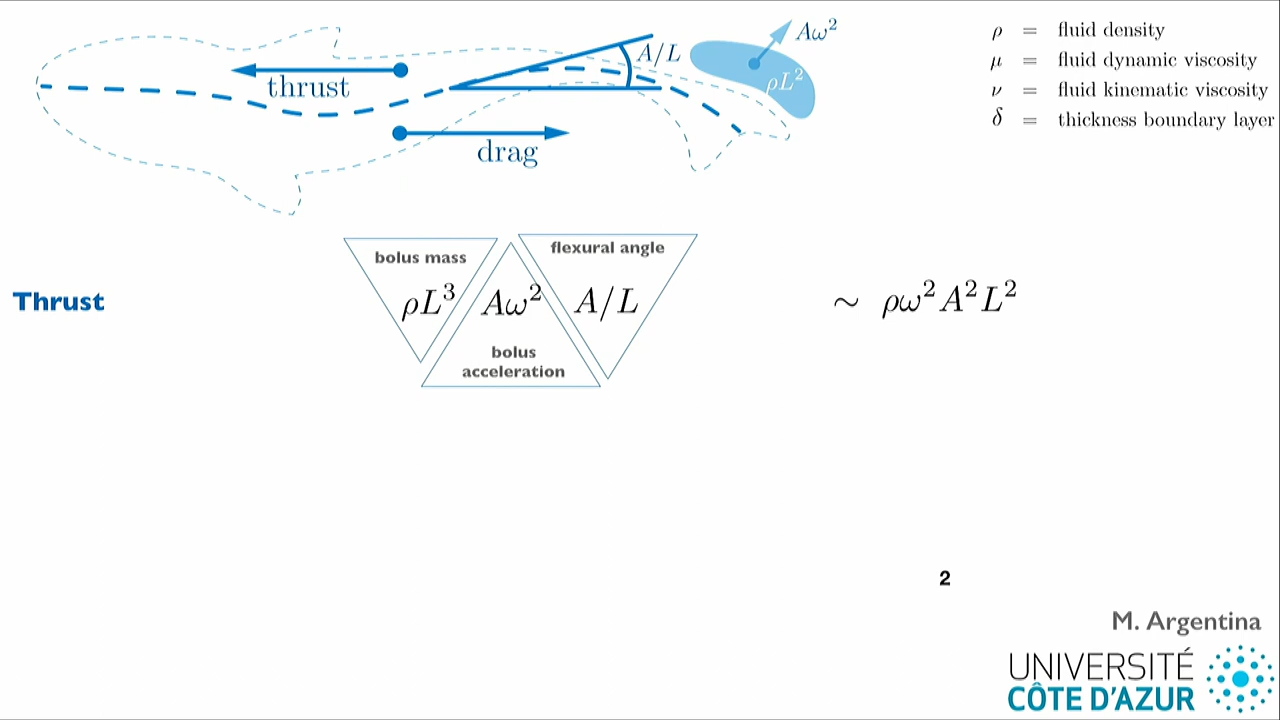 thrust
drag
A/L
Aω²
ρL²
ρ = fluid density
μ = fluid dynamic viscosity
ν = fluid kinematic viscosity
δ = thickness boundary layer
Thrust
bolus mass
ρL³
Aω²
bolus
acceleration
flexural angle
A/L
~ ρω²A²L²
2
M. Argentina
UNIVERSITÉ
CÔTE D'AZUR